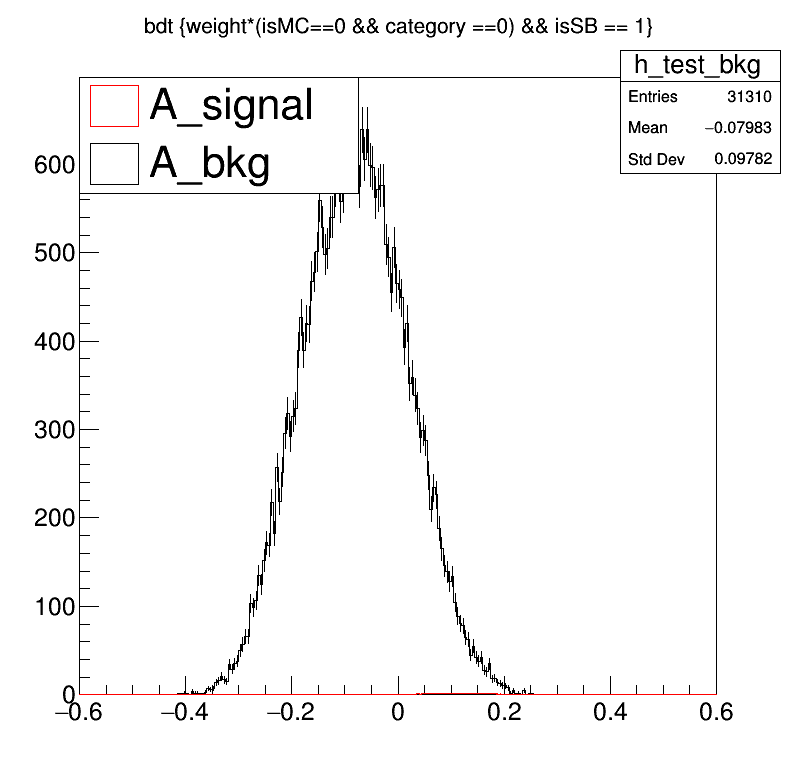 bdt {weight*(isMC==0 && category ==0) && isSB == 1}
h_test_bkg
Entries 31310
Mean −0.07983
Std Dev 0.09782
A_signal
A_bkg
600
500
400
300
200
100
0
−0.6 −0.4 −0.2 0 0.2 0.4 0.6